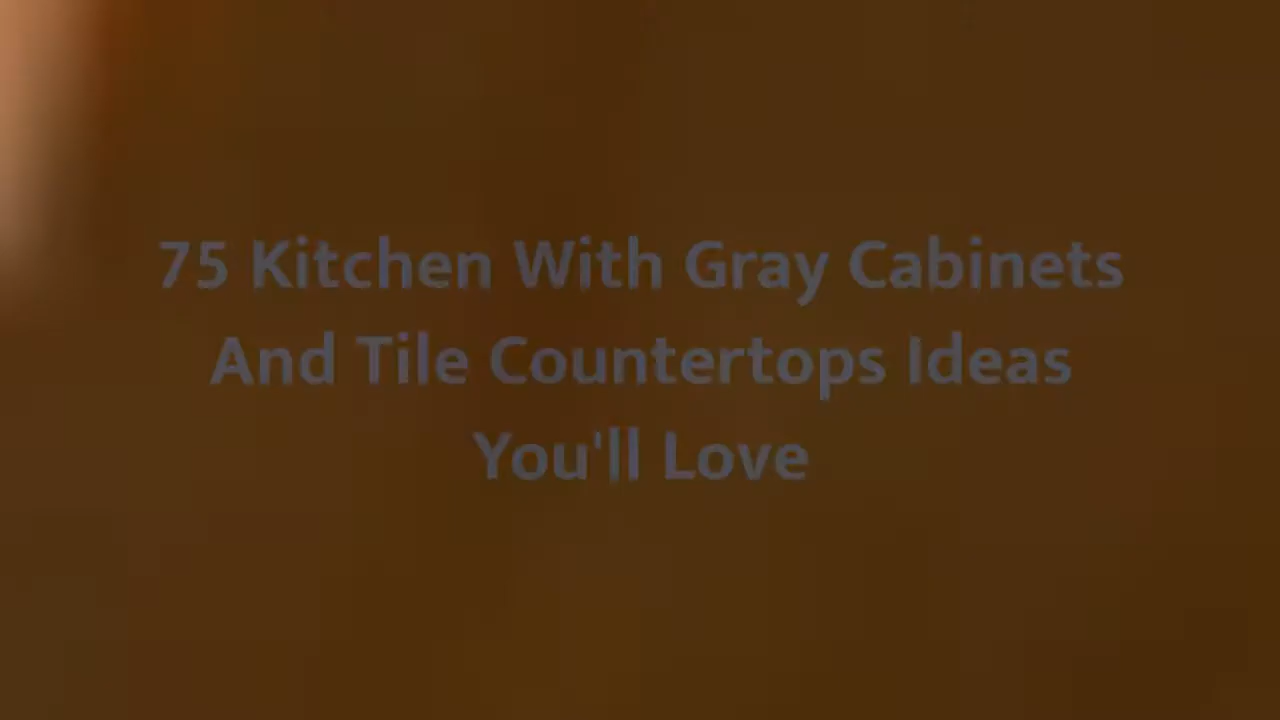 75 Kitchen With Gray Cabinets
And Tile Countertops Ideas
You'll Love